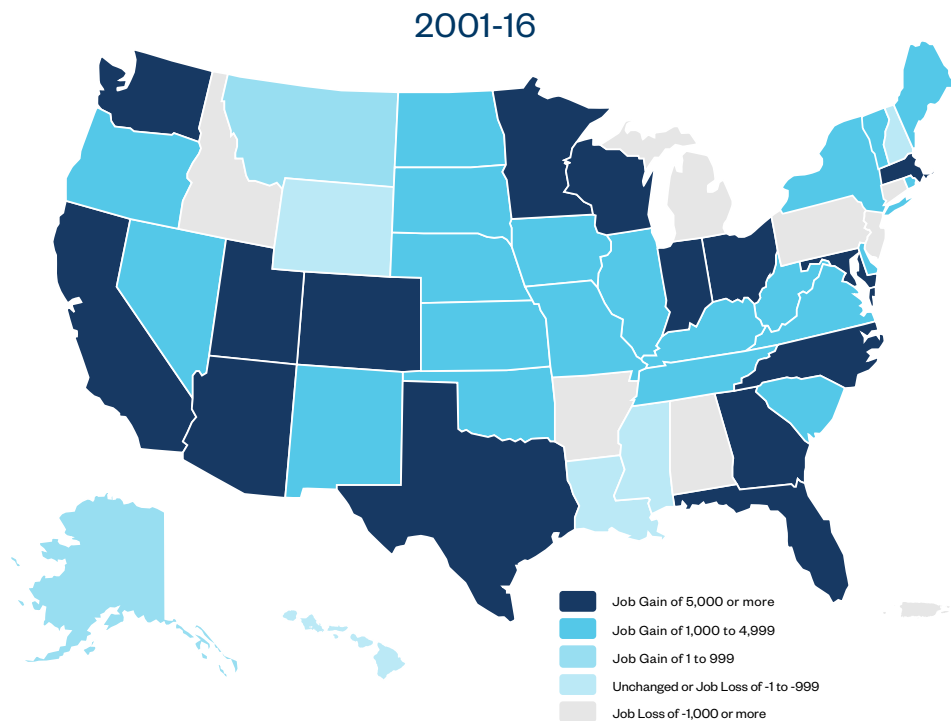 2001-16
Job Gain of 5,000 or more
Job Gain of 1,000 to 4,999
Job Gain of 1 to 999
Unchanged or Job Loss of -1 to -999
Job Loss of -1,000 or more